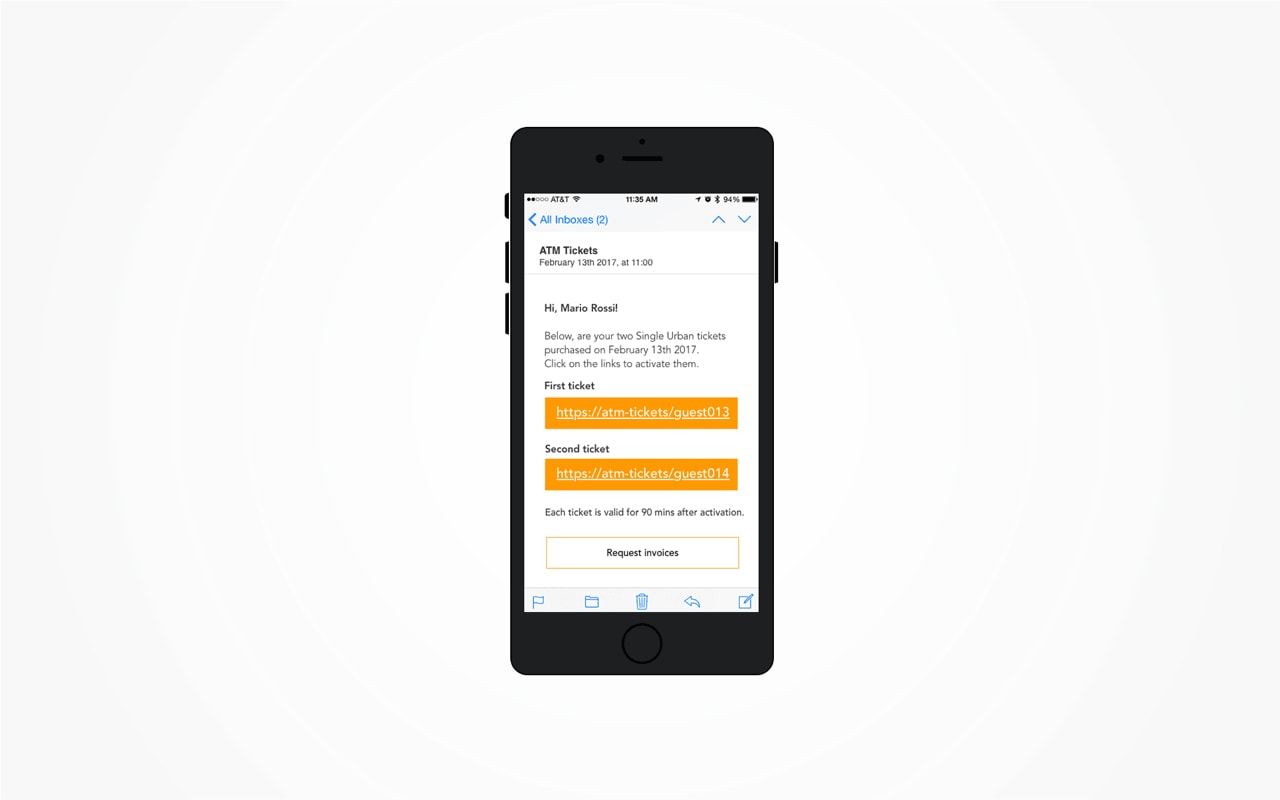 AT&T 11:35 AM 94%
All Inboxes (2)
ATM Tickets
February 13th 2017, at 11:00
Hi, Mario Rossi!
Below, are your two Single Urban tickets
purchased on February 13th 2017.
Click on the links to activate them.
First ticket
https://atm-tickets/guest013
Second ticket
https://atm-tickets/guest014
Each ticket is valid for 90 mins after activation.
Request invoices